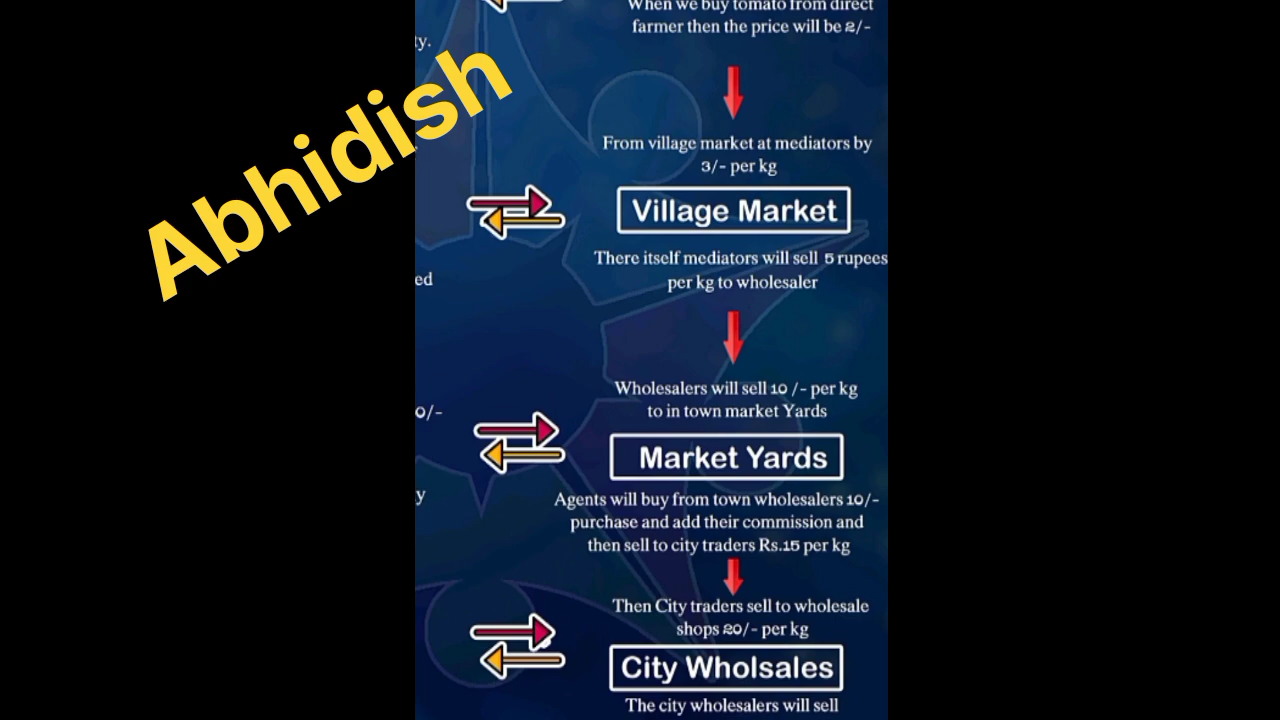 When we buy tomato from direct
farmer then the price will be 2/-
ty.
Abhidish
From village market at mediators by
3/- per kg
Village Market
There itself mediators will sell 5 rupees
per kg to wholesaler
ed
Wholesalers will sell 10 /- per kg
to in town market Yards
0/-
Market Yards
y
Agents will buy from town wholesalers 10/-
purchase and add their commission and
then sell to city traders Rs.15 per kg
Then City traders sell to wholesale
shops 20/- per kg
City Wholsales
The city wholesalers will sell